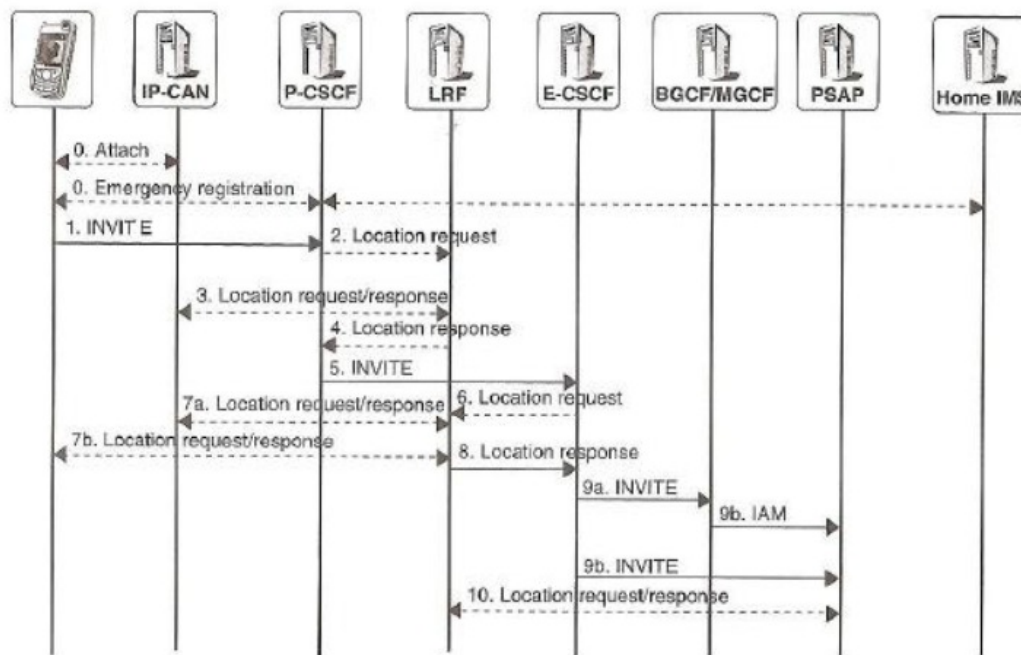 IP-CAN
P-CSCF
LRF
E-CSCF
BGCF/MGCF
PSAP
Home IMS
0. Attach
0. Emergency registration
1. INVITE
2. Location request
3. Location request/response
4. Location response
5. INVITE
6. Location request
7a. Location request/response
7b. Location request/response
8. Location response
9a. INVITE
9b. IAM
9b. INVITE
10. Location request/response